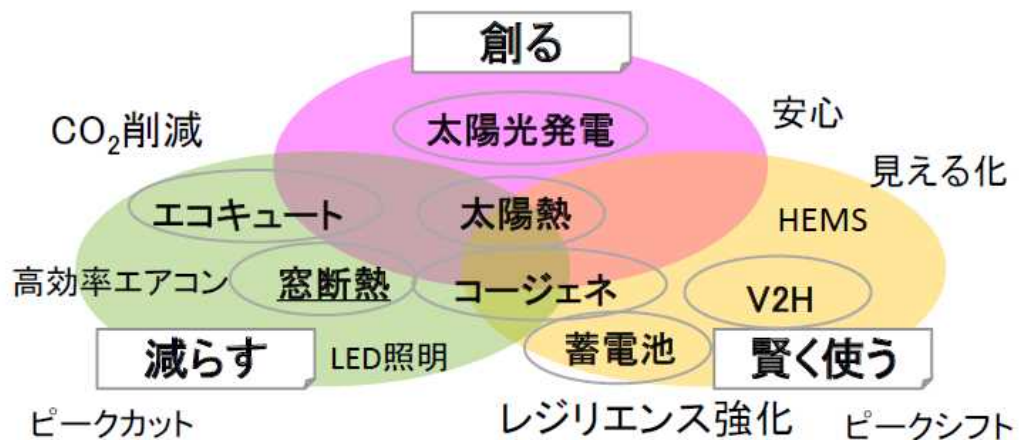 創る
CO₂削減
太陽光発電
安心
見える化
エコキュート
太陽熱
HEMS
高効率エアコン
窓断熱
コージェネ
V2H
減らす
LED照明
蓄電池
賢く使う
ピークカット
レジリエンス強化
ピークシフト